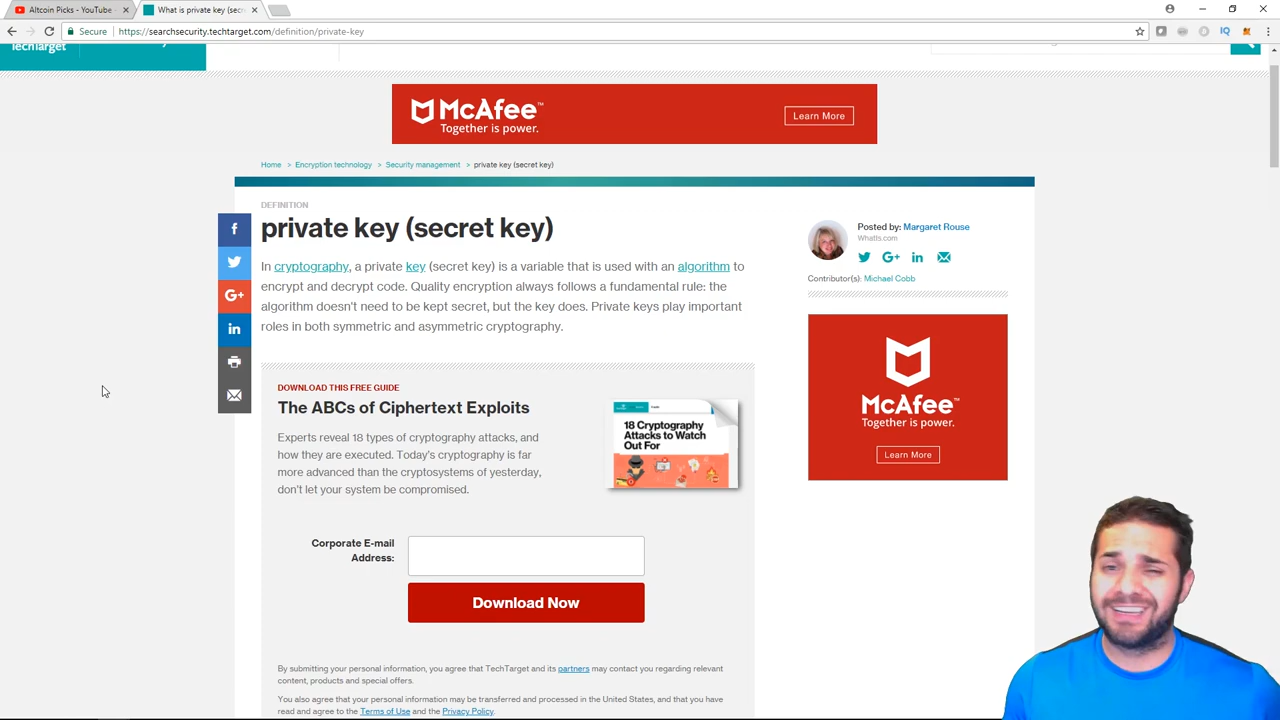 Altcoin Picks - YouTube
What is private key (secr
Secure
https://searchsecurity.techtarget.com/definition/private-key
TechTarget
McAfee™
Together is power.
Learn More
Home > Encryption technology > Security management > private key (secret key)
DEFINITION
private key (secret key)
In cryptography, a private key (secret key) is a variable that is used with an algorithm to
encrypt and decrypt code. Quality encryption always follows a fundamental rule: the
algorithm doesn't need to be kept secret, but the key does. Private keys play important
roles in both symmetric and asymmetric cryptography.
f
G+
in
Posted by: Margaret Rouse
WhatIs.com
G+
in
Contributor(s): Michael Cobb
DOWNLOAD THIS FREE GUIDE
The ABCs of Ciphertext Exploits
Experts reveal 18 types of cryptography attacks, and
how they are executed. Today's cryptography is far
more advanced than the cryptosystems of yesterday,
don't let your system be compromised.
18 Cryptography
Attacks to Watch
Out For
Corporate E-mail
Address:
Download Now
McAfee™
Together is power.
Learn More
By submitting your personal information, you agree that TechTarget and its partners may contact you regarding relevant
content, products and special offers.
You also agree that your personal information may be transferred and processed in the United States, and that you have
read and agree to the Terms of Use and the Privacy Policy.